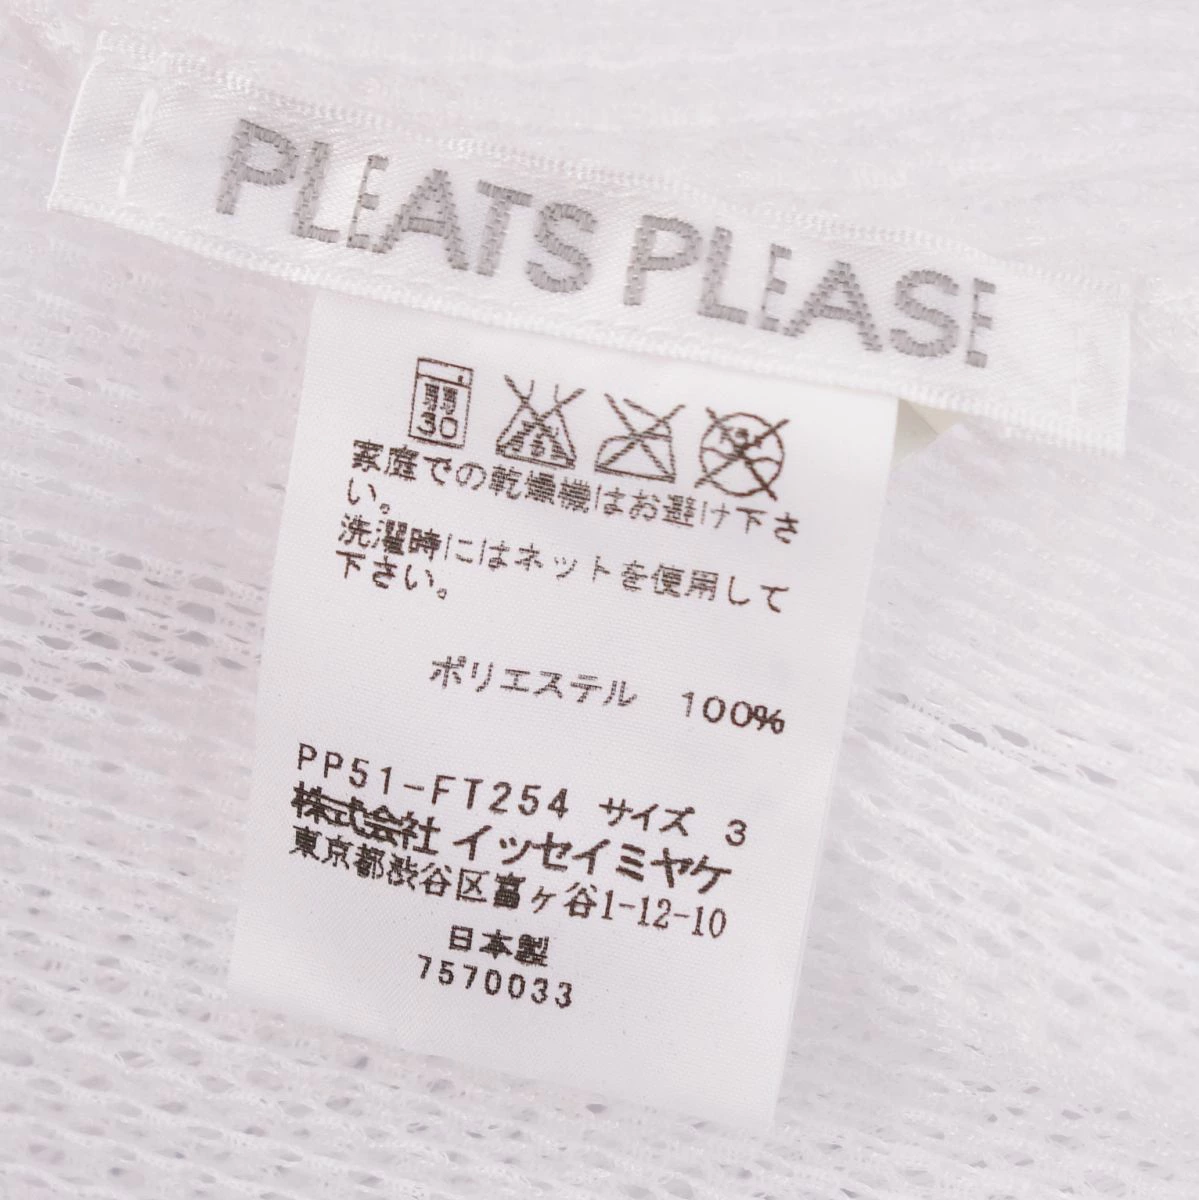 PLEATS PLEASE
弱
30
家庭での乾燥機はお避け下さ
い。
洗濯時にはネットを使用して
下さい。
ポリエステル 100%
PP51-FT254 サイズ 3
株式会社 イッセイミヤケ
東京都渋谷区富ヶ谷1-12-10
日本製
7570033